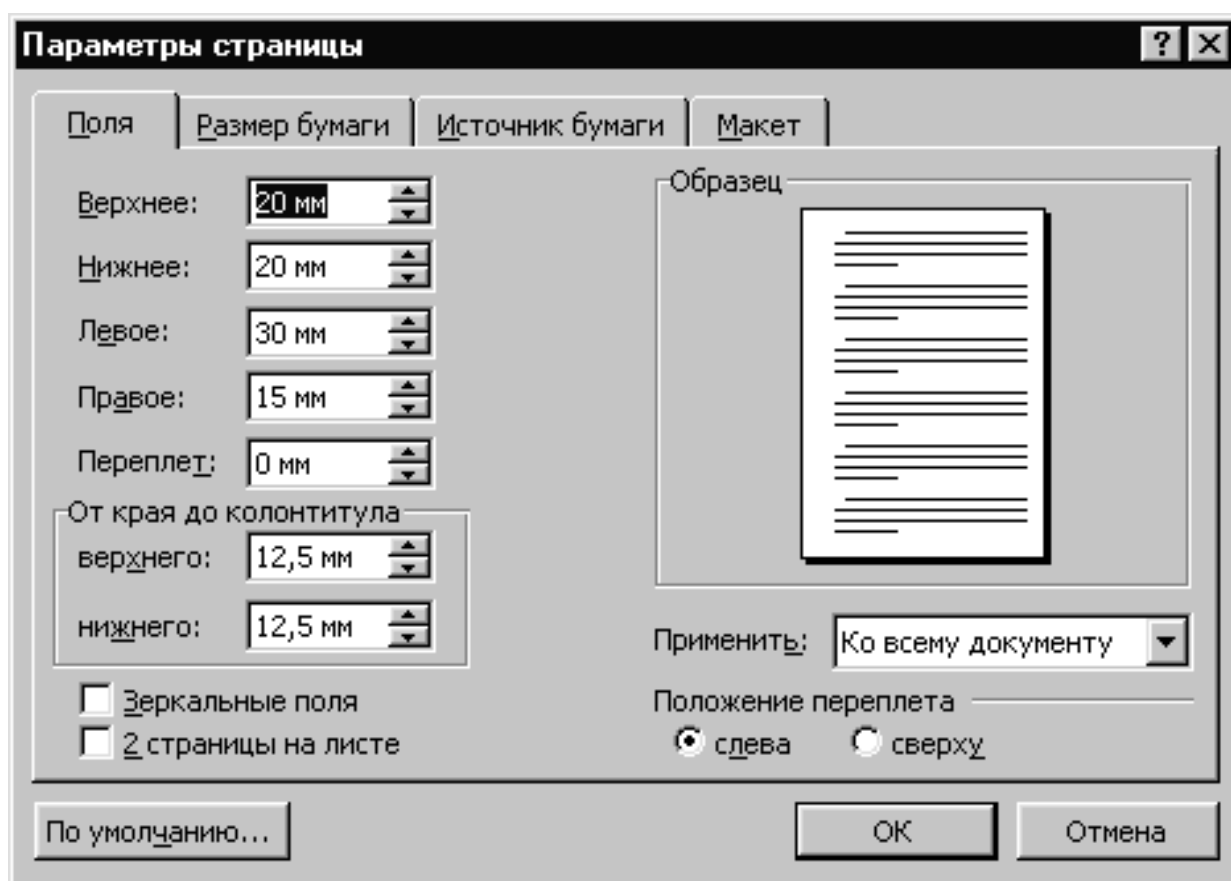 Параметры страницы
Поля Размер бумаги Источник бумаги Макет
Верхнее: 20 мм
Нижнее: 20 мм
Левое: 30 мм
Правое: 15 мм
Переплет: 0 мм
От края до колонтитула
верхнего: 12,5 мм
нижнего: 12,5 мм
Зеркальные поля
2 страницы на листе
Образец
Применить: Ко всему документу
Положение переплета
слева сверху
По умолчанию... ОК Отмена